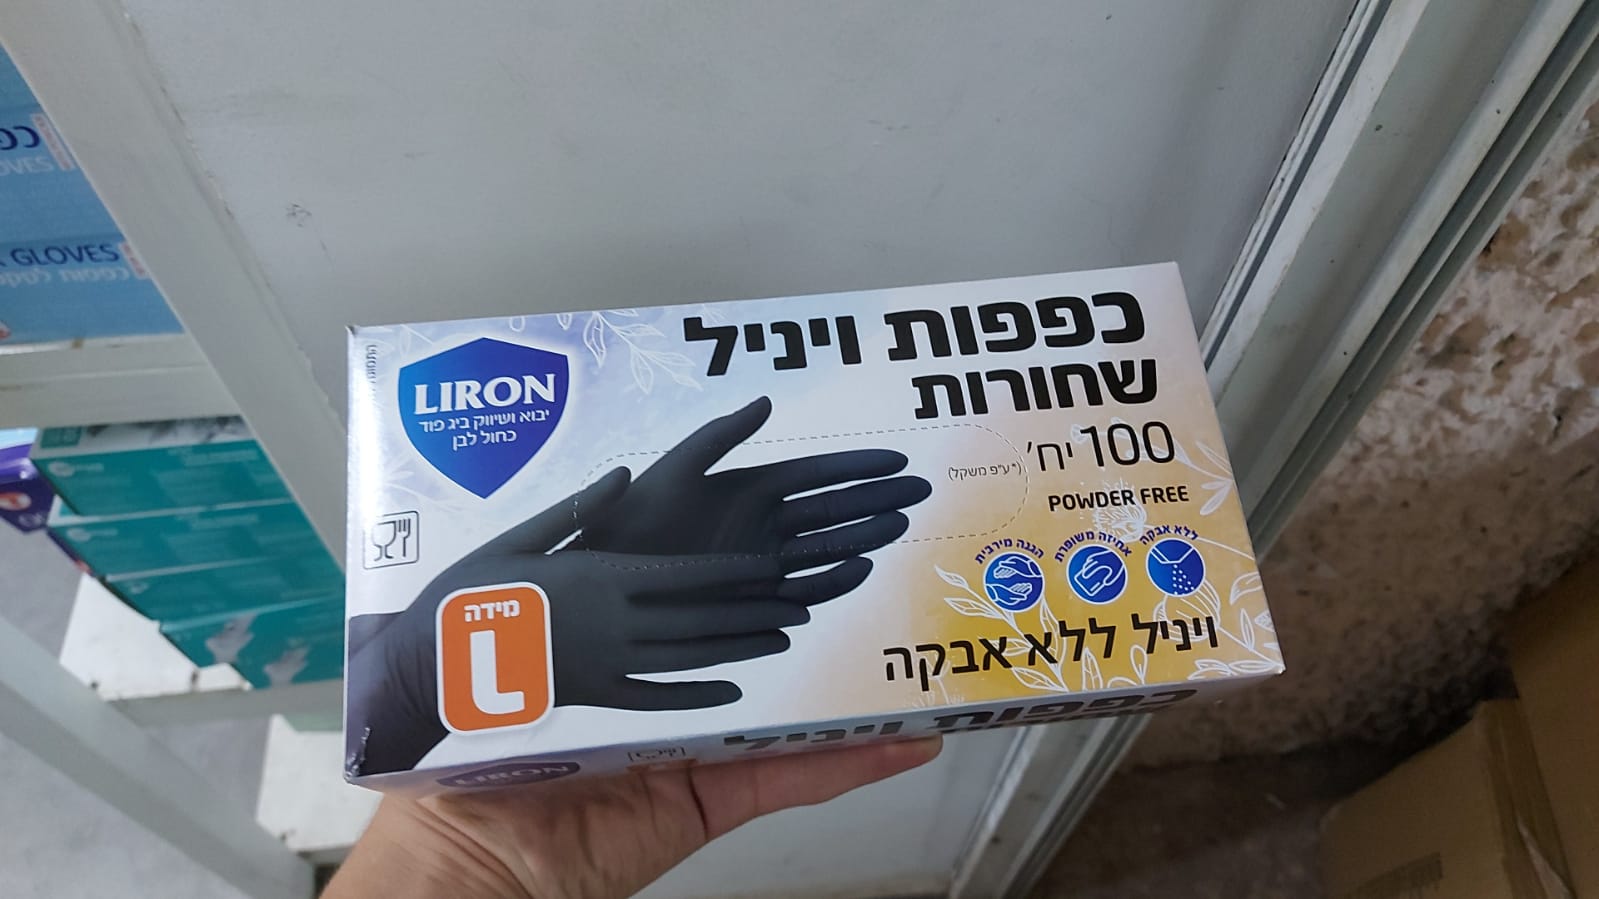 כפפות ויניל
שחורות
100 יח'
(*ע"פ משקל)
POWDER FREE
ללא אבקה
אחיזה משופרת
הגנה מירבית
ויניל ללא אבקה
LIRON
יבוא ושיווק ביג פוד
כחול לבן
מידה
L
כפפות ויניל
LIRON
GLOVES